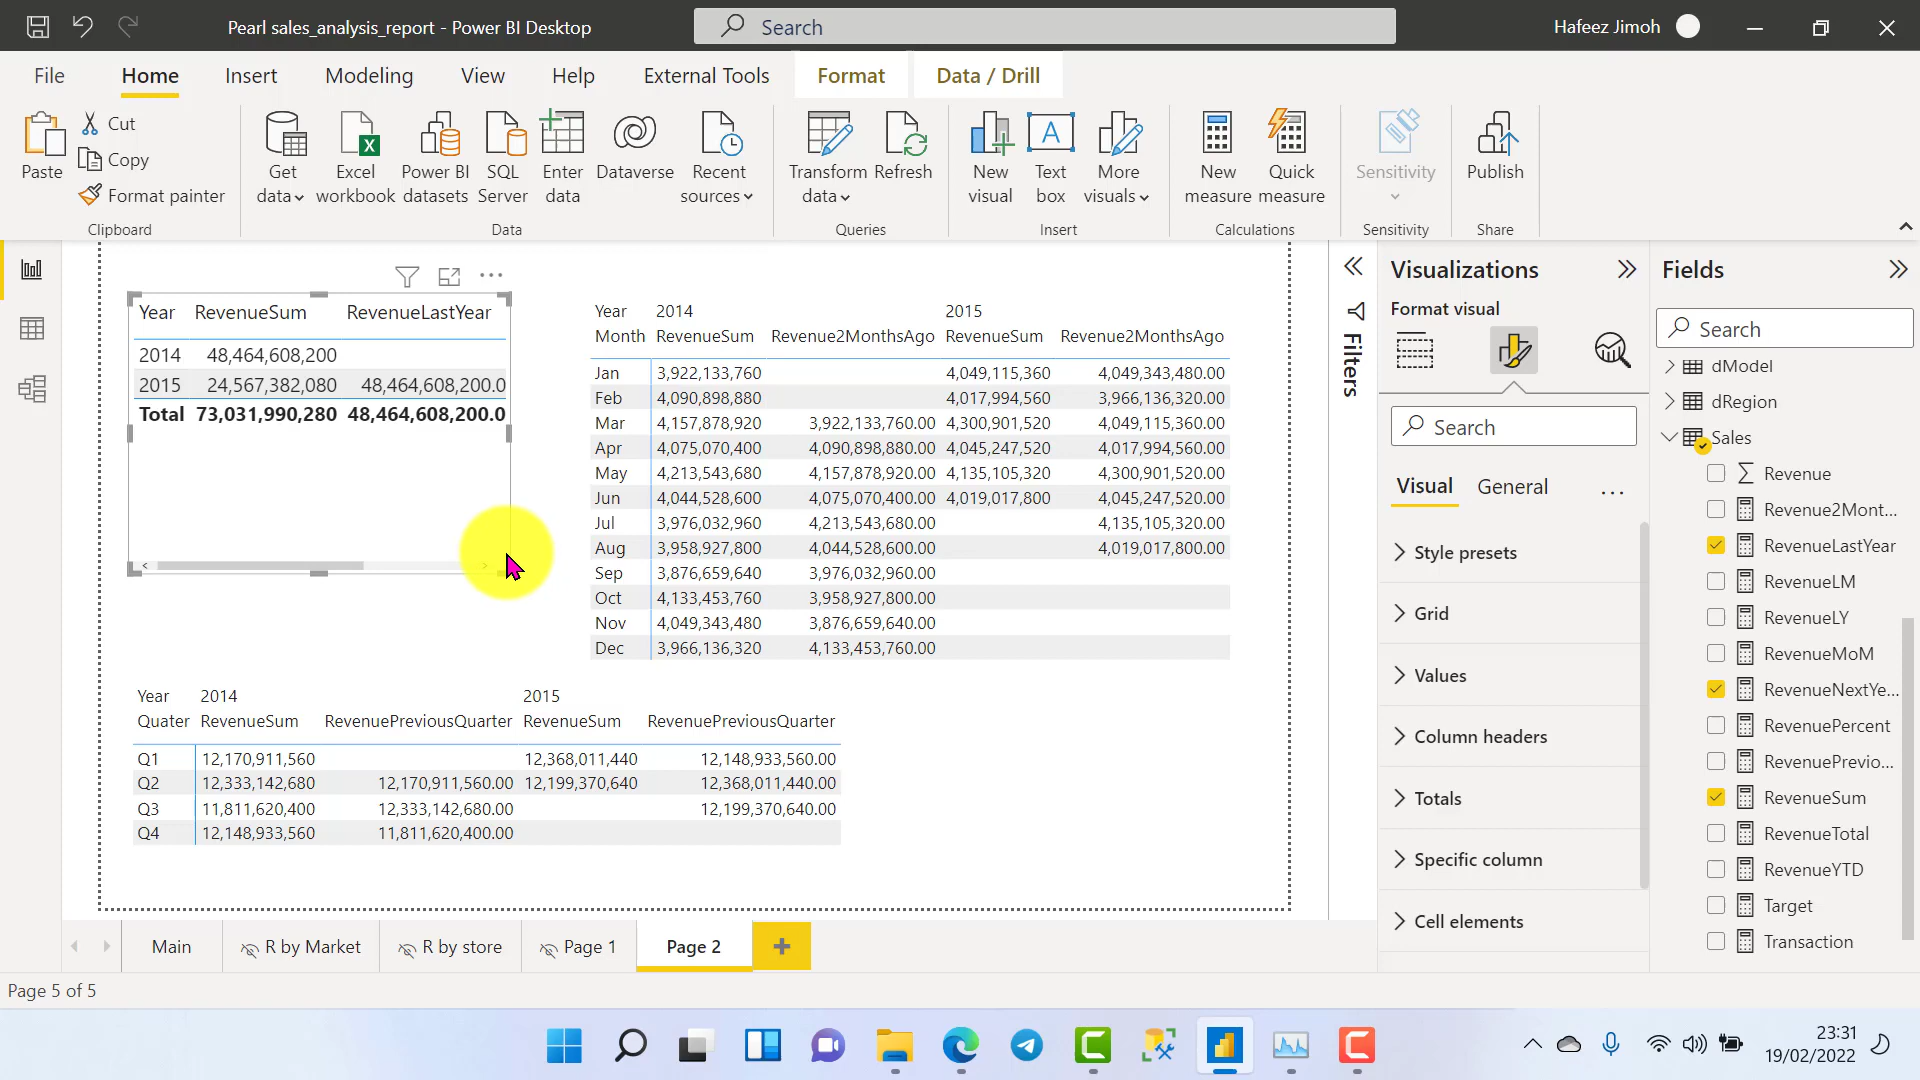 Pearl sales_analysis_report - Power BI Desktop
Search
Hafeez Jimoh
File Home Insert Modeling View Help External Tools Format Data / Drill
Paste
Cut
Copy
Format painter
Clipboard
Get data
Excel workbook
Power BI datasets
SQL Server
Enter data
Dataverse
Recent sources
Data
Transform data
Refresh
Queries
New visual
Text box
More visuals
Insert
New measure
Quick measure
Calculations
Sensitivity
Sensitivity
Publish
Share
Year RevenueSum RevenueLastYear
2014 48,464,608,200
2015 24,567,382,080 48,464,608,200.0
Total 73,031,990,280 48,464,608,200.0
Year 2014 2015
Month RevenueSum Revenue2MonthsAgo RevenueSum Revenue2MonthsAgo
Jan 3,922,133,760 4,049,115,360 4,049,343,480.00
Feb 4,090,898,880 4,017,994,560 3,966,136,320.00
Mar 4,157,878,920 3,922,133,760.00 4,300,901,520 4,049,115,360.00
Apr 4,075,070,400 4,090,898,880.00 4,045,247,520 4,017,994,560.00
May 4,213,543,680 4,157,878,920.00 4,135,105,320 4,300,901,520.00
Jun 4,044,528,600 4,075,070,400.00 4,019,017,800 4,045,247,520.00
Jul 3,976,032,960 4,213,543,680.00 4,135,105,320.00
Aug 3,958,927,800 4,044,528,600.00 4,019,017,800.00
Sep 3,876,659,640 3,976,032,960.00
Oct 4,133,453,760 3,958,927,800.00
Nov 4,049,343,480 3,876,659,640.00
Dec 3,966,136,320 4,133,453,760.00
Year 2014 2015
Quater RevenueSum RevenuePreviousQuarter RevenueSum RevenuePreviousQuarter
Q1 12,170,911,560 12,368,011,440 12,148,933,560.00
Q2 12,333,142,680 12,170,911,560.00 12,199,370,640 12,368,011,440.00
Q3 11,811,620,400 12,333,142,680.00 12,199,370,640.00
Q4 12,148,933,560 11,811,620,400.00
Filters
Visualizations
Format visual
Search
Visual General ...
Style presets
Grid
Values
Column headers
Totals
Specific column
Cell elements
Fields
Search
dModel
dRegion
Sales
Revenue
Revenue2Mont...
RevenueLastYear
RevenueLM
RevenueLY
RevenueMoM
RevenueNextYe...
RevenuePercent
RevenuePrevio...
RevenueSum
RevenueTotal
RevenueYTD
Target
Transaction
Main R by Market R by store Page 1 Page 2
Page 5 of 5
23:31
19/02/2022